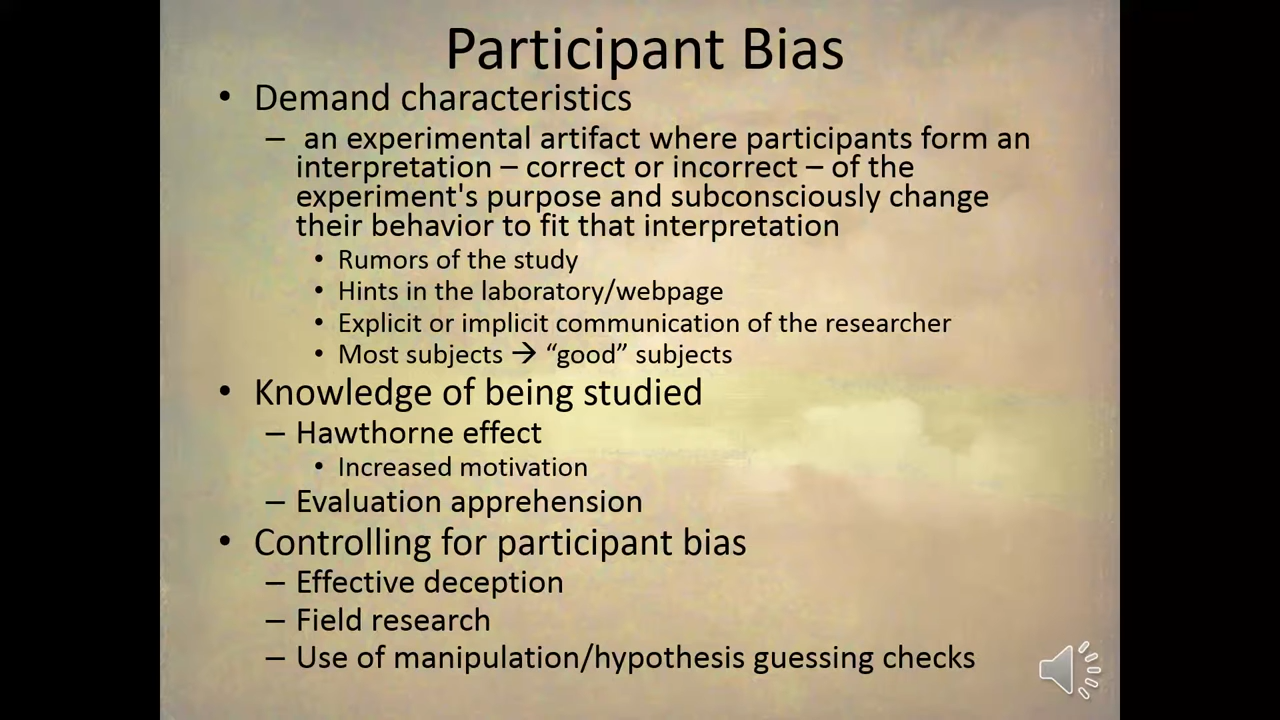 Participant Bias
• Demand characteristics
– an experimental artifact where participants form an
interpretation – correct or incorrect – of the
experiment's purpose and subconsciously change
their behavior to fit that interpretation
• Rumors of the study
• Hints in the laboratory/webpage
• Explicit or implicit communication of the researcher
• Most subjects → “good” subjects
• Knowledge of being studied
– Hawthorne effect
• Increased motivation
– Evaluation apprehension
• Controlling for participant bias
– Effective deception
– Field research
– Use of manipulation/hypothesis guessing checks